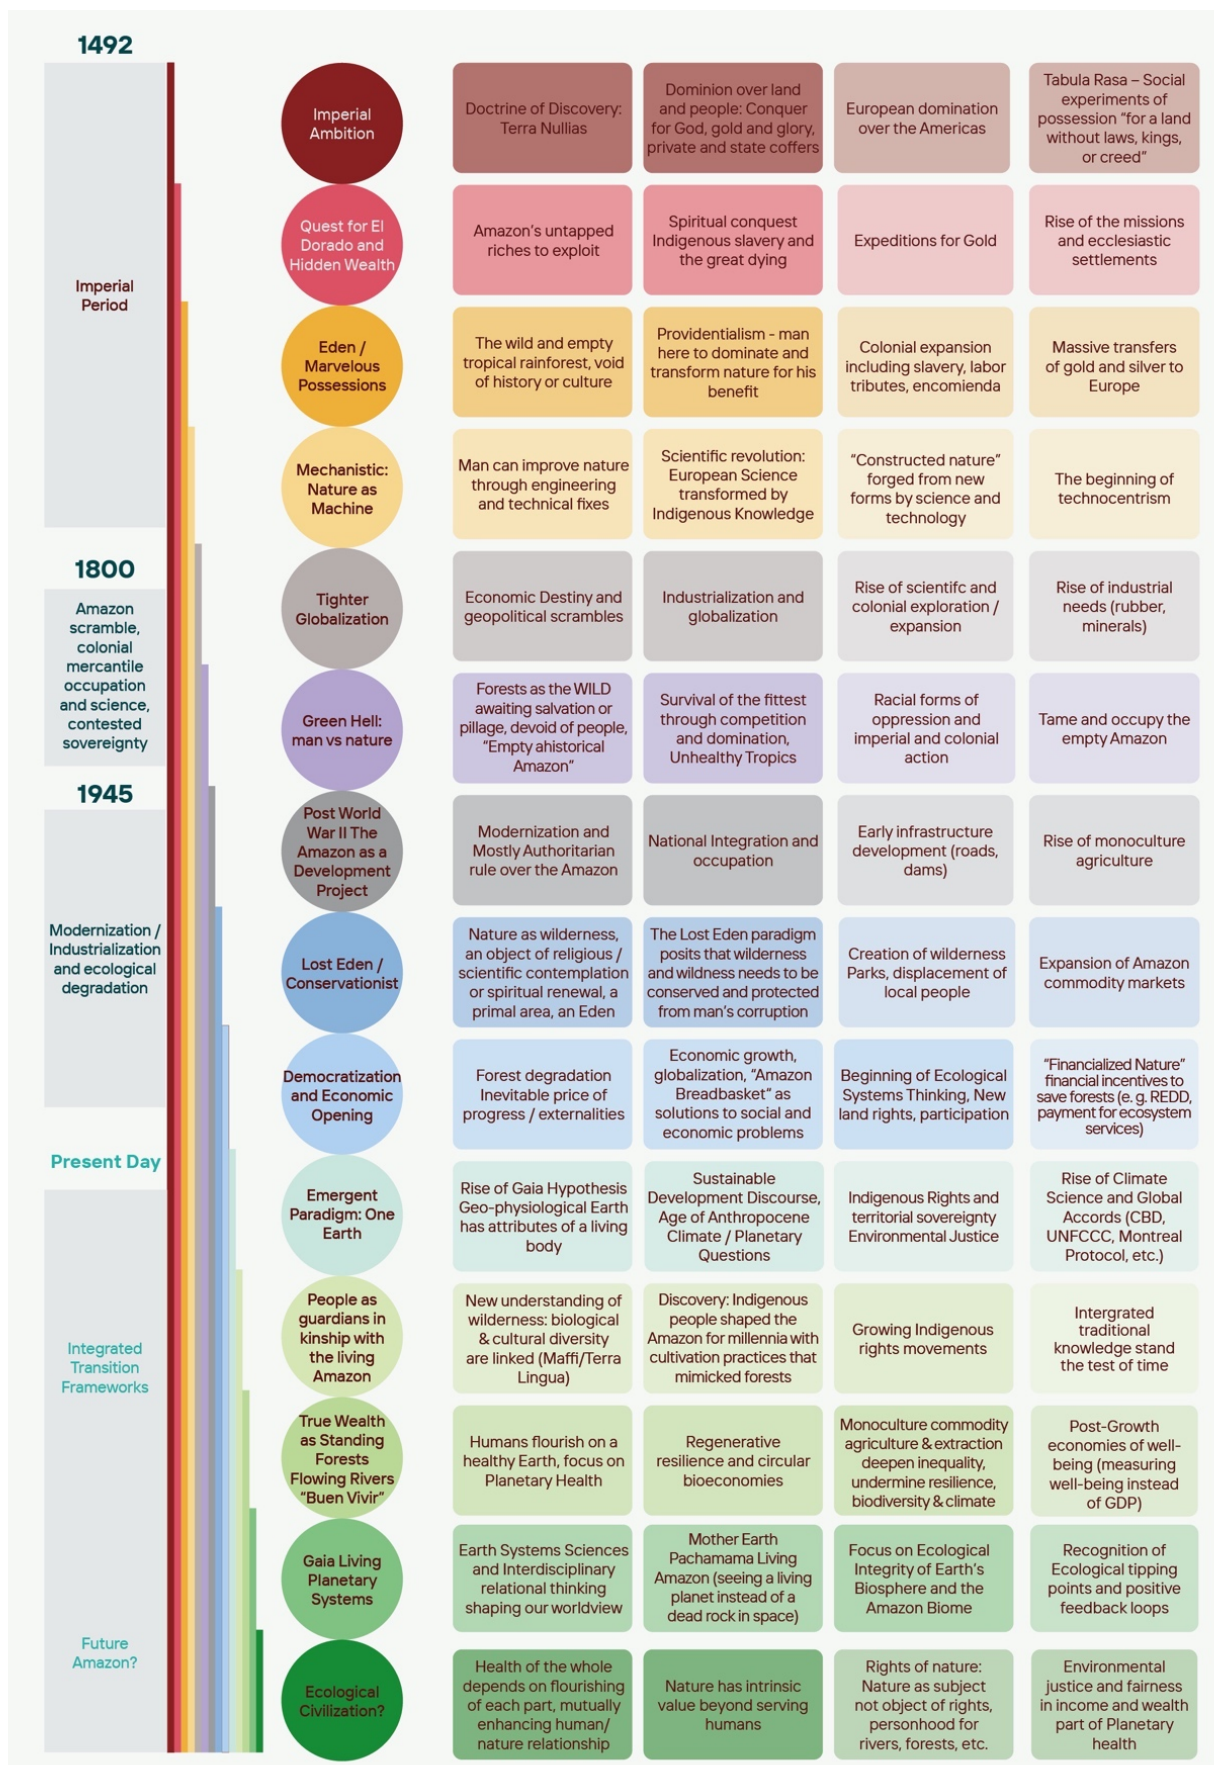 1492
Imperial
Period
1800
Amazon
scramble,
colonial
mercantile
occupation
and science,
contested
sovereignty
1945
Modernization /
Industrialization
and ecological
degradation
Present Day
Integrated
Transition
Frameworks
Future
Amazon?
Imperial
Ambition
Doctrine of Discovery:
Terra Nullias
Dominion over land
and people: Conquer
for God, gold and glory,
private and state coffers
European domination
over the Americas
Tabula Rasa – Social
experiments of
possession "for a land
without laws, kings,
or creed"
Quest for El
Dorado and
Hidden Wealth
Amazon's untapped
riches to exploit
Spiritual conquest
Indigenous slavery and
the great dying
Expeditions for Gold
Rise of the missions
and ecclesiastic
settlements
Eden /
Marvelous
Possessions
The wild and empty
tropical rainforest, void
of history or culture
Providentialism - man
here to dominate and
transform nature for his
benefit
Colonial expansion
including slavery, labor
tributes, encomienda
Massive transfers
of gold and silver to
Europe
Mechanistic:
Nature as
Machine
Man can improve nature
through engineering
and technical fixes
Scientific revolution:
European Science
transformed by
Indigenous Knowledge
"Constructed nature"
forged from new
forms by science and
technology
The beginning of
technocentrism
Tighter
Globalization
Economic Destiny and
geopolitical scrambles
Industrialization and
globalization
Rise of scientifc and
colonial exploration /
expansion
Rise of industrial
needs (rubber,
minerals)
Green Hell:
man vs nature
Forests as the WILD
awaiting salvation or
pillage, devoid of people,
"Empty ahistorical
Amazon"
Survival of the fittest
through competition
and domination,
Unhealthy Tropics
Racial forms of
oppression and
imperial and colonial
action
Tame and occupy the
empty Amazon
Post World
War II The
Amazon as a
Development
Project
Modernization and
Mostly Authoritarian
rule over the Amazon
National Integration and
occupation
Early infrastructure
development (roads,
dams)
Rise of monoculture
agriculture
Lost Eden /
Conservationist
Nature as wilderness,
an object of religious /
scientific contemplation
or spiritual renewal, a
primal area, an Eden
The Lost Eden paradigm
posits that wilderness
and wildness needs to be
conserved and protected
from man's corruption
Creation of wilderness
Parks, displacement of
local people
Expansion of Amazon
commodity markets
Democratization
and Economic
Opening
Forest degradation
Inevitable price of
progress / externalities
Economic growth,
globalization, "Amazon
Breadbasket" as
solutions to social and
economic problems
Beginning of Ecological
Systems Thinking, New
land rights, participation
"Financialized Nature"
financial incentives to
save forests (e. g. REDD,
payment for ecosystem
services)
Emergent
Paradigm: One
Earth
Rise of Gaia Hypothesis
Geo-physiological Earth
has attributes of a living
body
Sustainable
Development Discourse,
Age of Anthropocene
Climate / Planetary
Questions
Indigenous Rights and
territorial sovereignty
Environmental Justice
Rise of Climate
Science and Global
Accords (CBD,
UNFCCC, Montreal
Protocol, etc.)
People as
guardians in
kinship with
the living
Amazon
New understanding of
wilderness: biological
& cultural diversity
are linked (Maffi/Terra
Lingua)
Discovery: Indigenous
people shaped the
Amazon for millennia with
cultivation practices that
mimicked forests
Growing Indigenous
rights movements
Intergrated
traditional
knowledge stand
the test of time
True Wealth
as Standing
Forests
Flowing Rivers
"Buen Vivir"
Humans flourish on a
healthy Earth, focus on
Planetary Health
Regenerative
resilience and circular
bioeconomies
Monoculture commodity
agriculture & extraction
deepen inequality,
undermine resilience,
biodiversity & climate
Post-Growth
economies of well-
being (measuring
well-being instead
of GDP)
Gaia Living
Planetary
Systems
Earth Systems Sciences
and Interdisciplinary
relational thinking
shaping our worldview
Mother Earth
Pachamama Living
Amazon (seeing a living
planet instead of a
dead rock in space)
Focus on Ecological
Integrity of Earth's
Biosphere and the
Amazon Biome
Recognition of
Ecological tipping
points and positive
feedback loops
Ecological
Civilization?
Health of the whole
depends on flourishing
of each part, mutually
enhancing human/
nature relationship
Nature has intrinsic
value beyond serving
humans
Rights of nature:
Nature as subject
not object of rights,
personhood for
rivers, forests, etc.
Environmental
justice and fairness
in income and wealth
part of Planetary
health